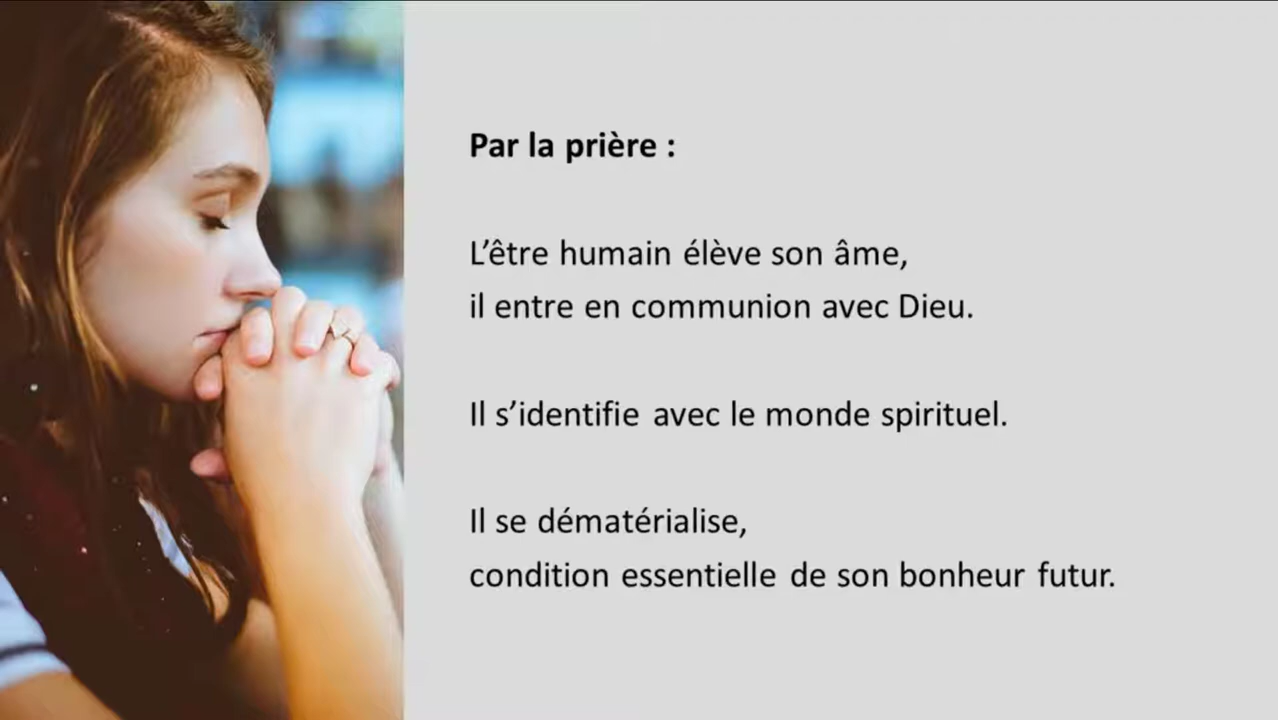 Par la prière :
L’être humain élève son âme,
il entre en communion avec Dieu.
Il s’identifie avec le monde spirituel.
Il se dématérialise,
condition essentielle de son bonheur futur.